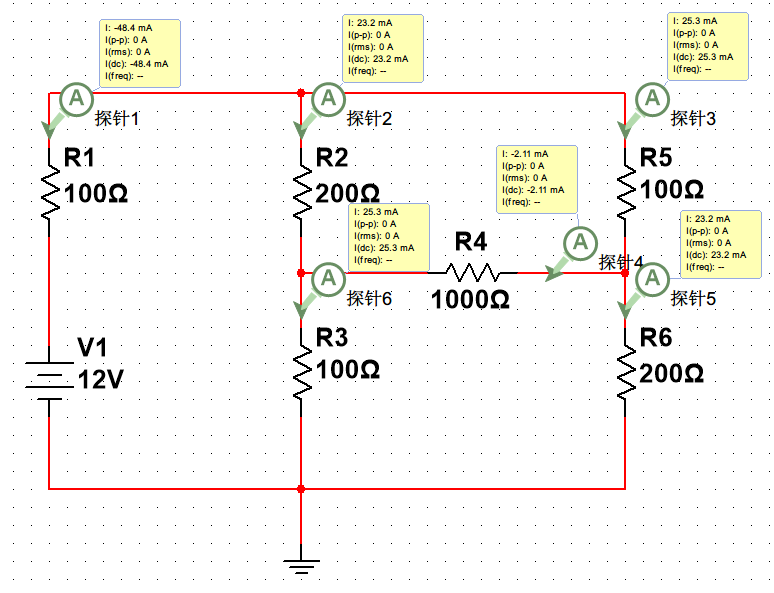 I: -48.4 mA
I(p-p): 0 A
I(rms): 0 A
I(dc): -48.4 mA
I(freq): --
I: 23.2 mA
I(p-p): 0 A
I(rms): 0 A
I(dc): 23.2 mA
I(freq): --
I: 25.3 mA
I(p-p): 0 A
I(rms): 0 A
I(dc): 25.3 mA
I(freq): --
A
探针1
A
探针2
A
探针3
R1
100Ω
R2
200Ω
I: -2.11 mA
I(p-p): 0 A
I(rms): 0 A
I(dc): -2.11 mA
I(freq): --
R5
100Ω
I: 25.3 mA
I(p-p): 0 A
I(rms): 0 A
I(dc): 25.3 mA
I(freq): --
R4
1000Ω
A
探针4
I: 23.2 mA
I(p-p): 0 A
I(rms): 0 A
I(dc): 23.2 mA
I(freq): --
A
探针6
A
探针5
V1
12V
R3
100Ω
R6
200Ω